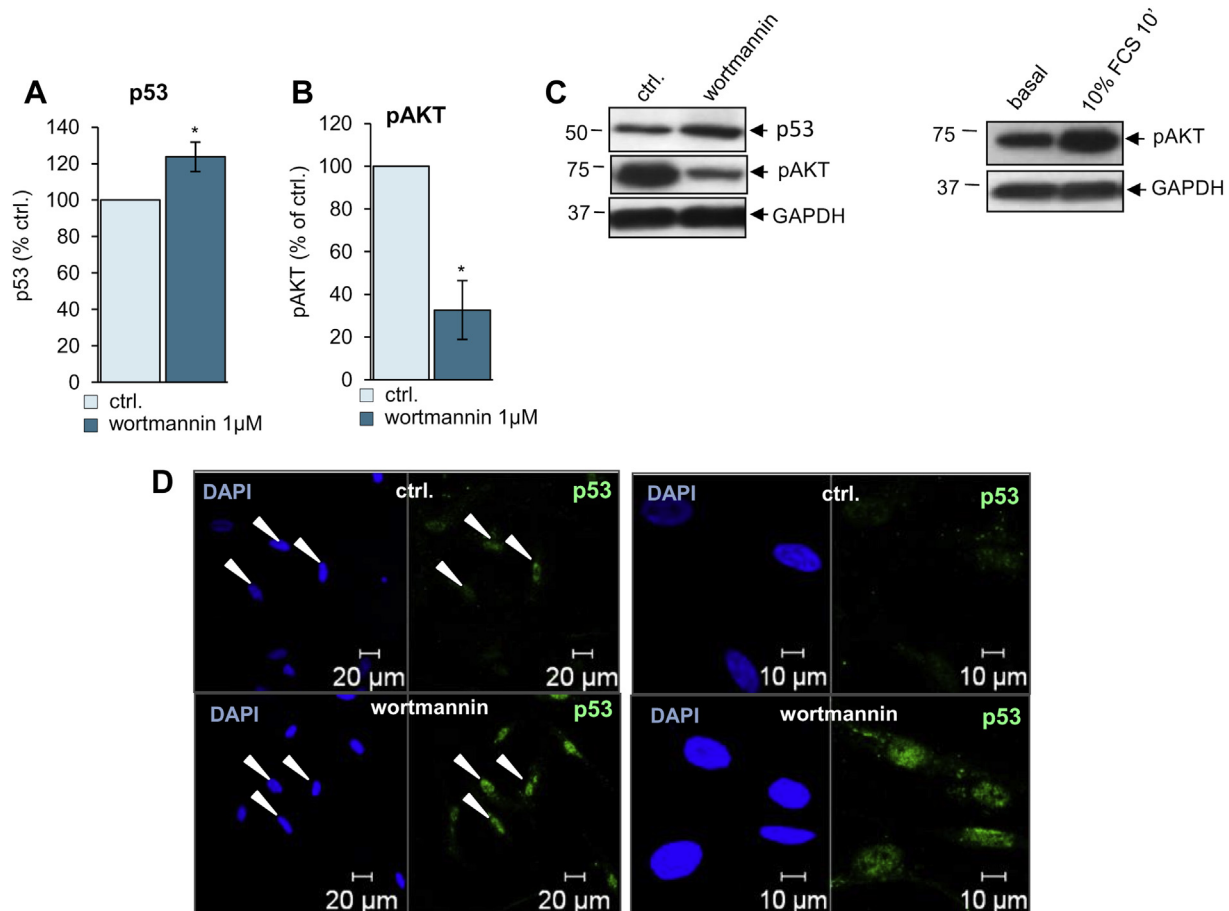 A
p53
140
120
100
80
60
40
20
0
p53 (% ctrl.)
ctrl.
wortmannin 1μM
B
pAKT
120
100
80
60
40
20
0
pAKT (% of ctrl.)
ctrl.
wortmannin 1μM
C
ctrl.
wortmannin
50
p53
75
pAKT
37
GAPDH
basal
10% FCS 10'
75
pAKT
37
GAPDH
D
DAPI ctrl. p53
20 μm 20 μm
DAPI ctrl. p53
10 μm 10 μm
DAPI wortmannin p53
20 μm 20 μm
DAPI wortmannin p53
10 μm 10 μm
*
*